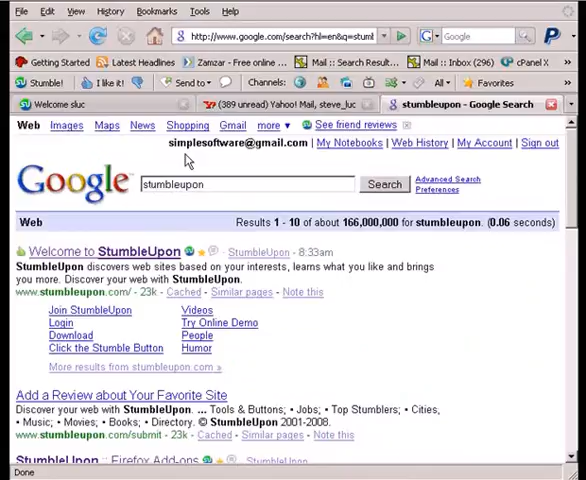 File Edit View History Bookmarks Tools Help
http://www.google.com/search?hl=en&q=stuml
Google
Getting Started Latest Headlines Zamzar - Free onlin... Mail :: Search Result... Mail :: Inbox (296) cPanel X
Stumble! I like it! Send to Channels: All Favorites
Welcome sluc (389 unread) Yahoo! Mail, steve_luc stumbleupon - Google Search
Web Images Maps News Shopping Gmail more ▼ See friend reviews
simplesoftware@gmail.com | My Notebooks | Web History | My Account | Sign out
Google stumbleupon Search Advanced Search
Preferences
Web Results 1 - 10 of about 166,000,000 for stumbleupon. (0.06 seconds)
Welcome to StumbleUpon - StumbleUpon - 8:33am
StumbleUpon discovers web sites based on your interests, learns what you like and brings
you more. Discover your web with StumbleUpon.
www.stumbleupon.com/ - 23k - Cached - Similar pages - Note this
Join StumbleUpon Videos
Login Try Online Demo
Download People
Click the Stumble Button Humor
More results from stumbleupon.com »
Add a Review about Your Favorite Site
Discover your web with StumbleUpon. ... Tools & Buttons; • Jobs; • Top Stumblers; • Cities,
• Music; • Movies; • Books; • Directory. © StumbleUpon 2001-2008.
www.stumbleupon.com/submit - 23k - Cached - Similar pages - Note this
StumbleUpon :: Firefox Add-ons - StumbleUpon
Done